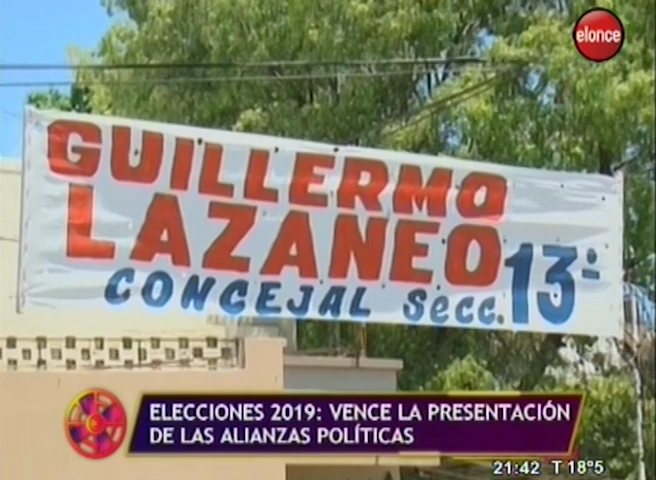 elonce
GUILLERMO
LAZANEO
CONCEJAL Secc. 13ª
ELECCIONES 2019: VENCE LA PRESENTACIÓN
DE LAS ALIANZAS POLÍTICAS
21:42 T 18°5